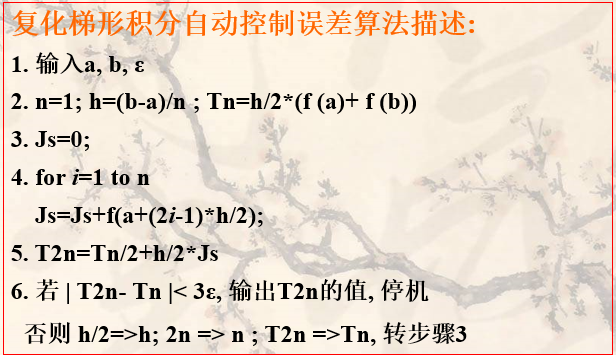 复化梯形积分自动控制误差算法描述:
1. 输入a, b, ε
2. n=1; h=(b-a)/n ; Tn=h/2*(f (a)+ f (b))
3. Js=0;
4. for i=1 to n
Js=Js+f(a+(2i-1)*h/2);
5. T2n=Tn/2+h/2*Js
6. 若 | T2n- Tn |< 3ε, 输出T2n的值, 停机
否则 h/2=>h; 2n => n ; T2n =>Tn, 转步骤3